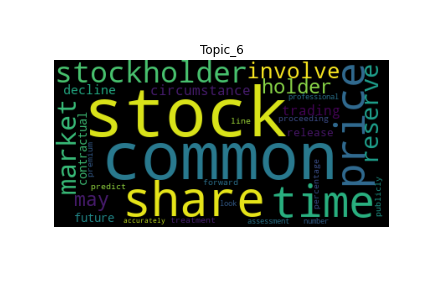 Topic_6
stockholder involve
decline circumstance holder
professional
stock
line
trading
proceeding
release
market
contractual
premium
common
price
reserve
predict
forward
percentage
publicly
may share time
look
future accurately treatment assessment number